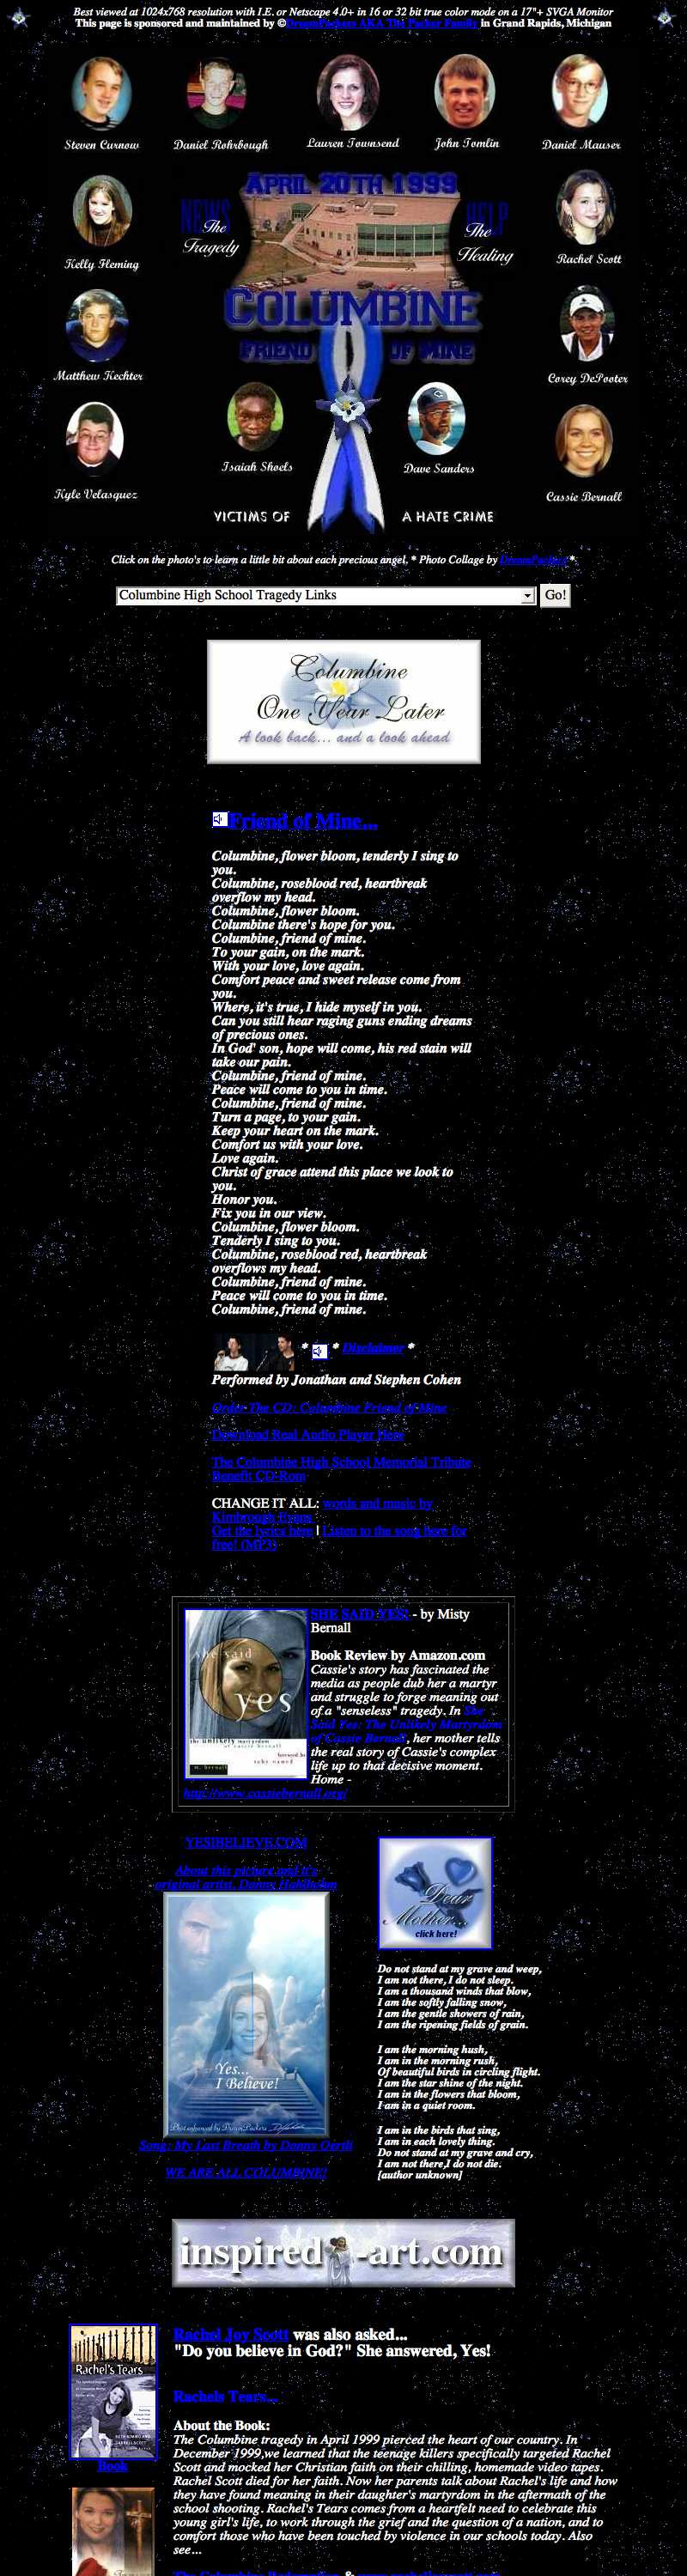 Best viewed at 1024x768 resolution with I.E. or Netscape 4.0+ in 16 or 32 bit true color mode on a 17"+ SVGA Monitor
This page is sponsored and maintained by ©DreamPackers AKA The Parker Family in Grand Rapids, Michigan
Steven Curnow
Daniel Rohrbough
Lauren Townsend
John Tomlin
Daniel Mauser
APRIL 20TH 1999
NEWS
The Tragedy
HELP
The Healing
Kelly Fleming
Rachel Scott
COLUMBINE
FRIEND OF MINE
Matthew Kechter
Corey DePooter
Isaiah Shoels
Dave Sanders
Kyle Velasquez
Cassie Bernall
VICTIMS OF A HATE CRIME
Click on the photo's to learn a little bit about each precious angel. * Photo Collage by DreamPackers *
Columbine High School Tragedy Links
Go!
Columbine
One Year Later
A look back... and a look ahead
Friend of Mine...
Columbine, flower bloom, tenderly I sing to
you.
Columbine, roseblood red, heartbreak
overflow my head.
Columbine, flower bloom.
Columbine there's hope for you.
Columbine, friend of mine.
To your gain, on the mark.
With your love, love again.
Comfort peace and sweet release come from
you.
Where, it's true, I hide myself in you.
Can you still hear raging guns ending dreams
of precious ones.
In God' son, hope will come, his red stain will
take our pain.
Columbine, friend of mine.
Peace will come to you in time.
Columbine, friend of mine.
Turn a page, to your gain.
Keep your heart on the mark.
Comfort us with your love.
Love again.
Christ of grace attend this place we look to
you.
Honor you.
Fix you in our view.
Columbine, flower bloom.
Tenderly I sing to you.
Columbine, roseblood red, heartbreak
overflows my head.
Columbine, friend of mine.
Peace will come to you in time.
Columbine, friend of mine.
* * Disclaimer *
Performed by Jonathan and Stephen Cohen
Order The CD: Columbine Friend of Mine
Download Real Audio Player Here
The Columbine High School Memorial Tribute
Benefit CD-Rom
CHANGE IT ALL: words and music by
Kimbrough Evans
Get the lyrics here | Listen to the song here for
free! (MP3)
she said
yes
the unlikely martyrdom
of cassie bernall
m. bernall
SHE SAID YES! - by Misty
Bernall
Book Review by Amazon.com
Cassie's story has fascinated the
media as people dub her a martyr
and struggle to forge meaning out
of a "senseless" tragedy. In She
Said Yes: The Unlikely Martyrdom
of Cassie Bernall, her mother tells
the real story of Cassie's complex
life up to that decisive moment.
Home -
http://www.cassiebernall.org/
YESIBELIEVE.COM
About this picture and it's
original artist, Danny Hahlbohm
Yes...
I Believe!
Photo enhanced by DreamPackers
Song: My Last Breath by Danny Oertli
WE ARE ALL COLUMBINE!
Dear
Mother...
click here!
Do not stand at my grave and weep,
I am not there, I do not sleep.
I am a thousand winds that blow,
I am the softly falling snow,
I am the gentle showers of rain,
I am the ripening fields of grain.
I am the morning hush,
I am in the morning rush,
Of beautiful birds in circling flight.
I am the star shine of the night.
I am in the flowers that bloom,
I am in a quiet room.
I am in the birds that sing,
I am in each lovely thing.
Do not stand at my grave and cry,
I am not there,I do not die.
[author unknown]
inspired -art.com
Rachel's Tears
Book
Rachel Joy Scott was also asked...
"Do you believe in God?" She answered, Yes!
Rachels Tears...
About the Book:
The Columbine tragedy in April 1999 pierced the heart of our country. In
December 1999,we learned that the teenage killers specifically targeted Rachel
Scott and mocked her Christian faith on their chilling, homemade video tapes.
Rachel Scott died for her faith. Now her parents talk about Rachel's life and how
they have found meaning in their daughter's martyrdom in the aftermath of the
school shooting. Rachel's Tears comes from a heartfelt need to celebrate this
young girl's life, to work through the grief and the question of a nation, and to
comfort those who have been touched by violence in our schools today. Also
see...